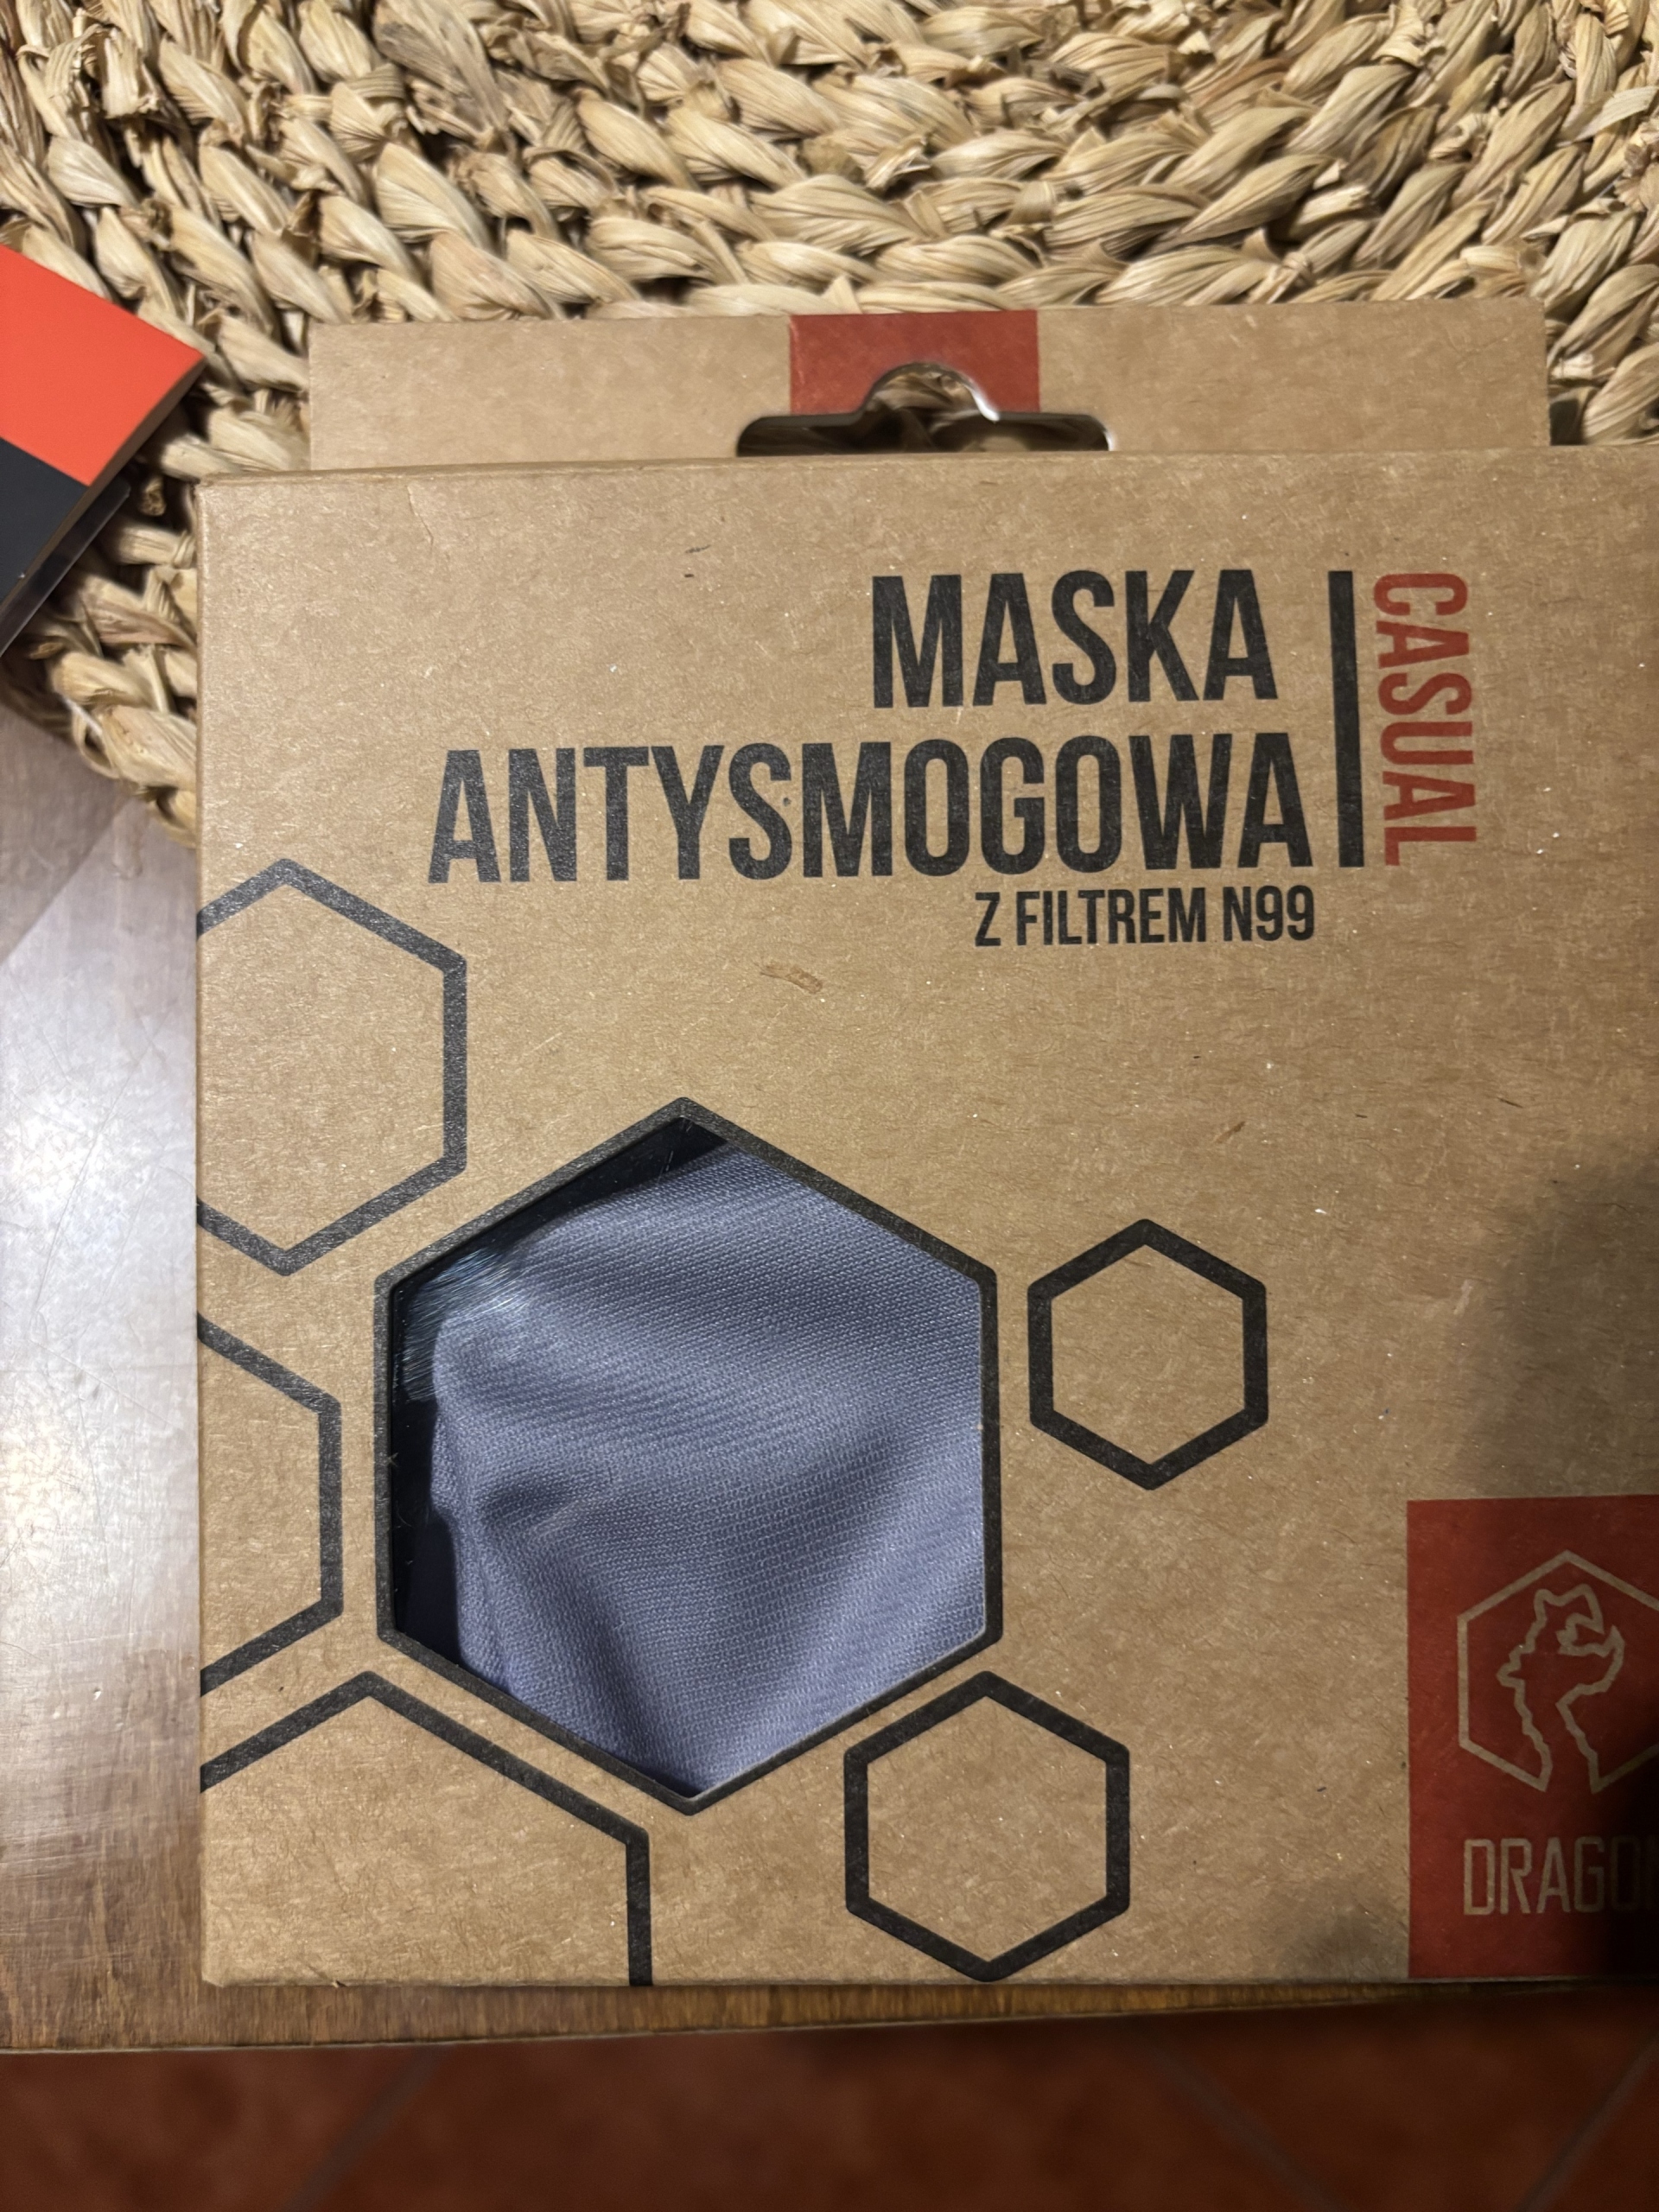 MASKA
ANTYSMOGOWA
Z FILTREM N99
CASUAL